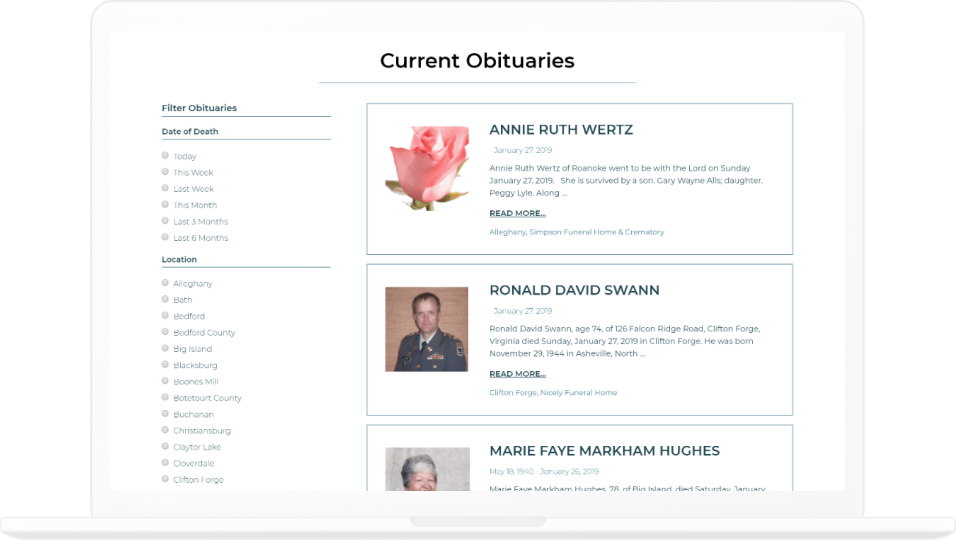 Current Obituaries
Filter Obituaries
Date of Death
Today
This Week
Last Week
This Month
Last 3 Months
Last 6 Months
Location
Alleghany
Bath
Bedford
Bedford County
Big Island
Blacksburg
Boones Mill
Botetourt County
Buchanan
Christiansburg
Claytor Lake
Cloverdale
Clifton Forge
ANNIE RUTH WERTZ
- January 27, 2019
Annie Ruth Wertz of Roanoke went to be with the Lord on Sunday
January 27, 2019. She is survived by a son. Gary Wayne Alls; daughter.
Peggy Lyle. Along ...
READ MORE...
Alleghany, Simpson Funeral Home & Crematory
RONALD DAVID SWANN
- January 27, 2019
Ronald David Swann, age 74, of 126 Falcon Ridge Road, Clifton Forge,
Virginia died Sunday, January 27, 2019 in Clifton Forge. He was born
November 29, 1944 in Asheville, North ...
READ MORE...
Clifton Forge, Nicely Funeral Home
MARIE FAYE MARKHAM HUGHES
May 18, 1940 - January 26, 2019
Marie Faye Markham Hughes, 78, of Big Island, died Saturday, January